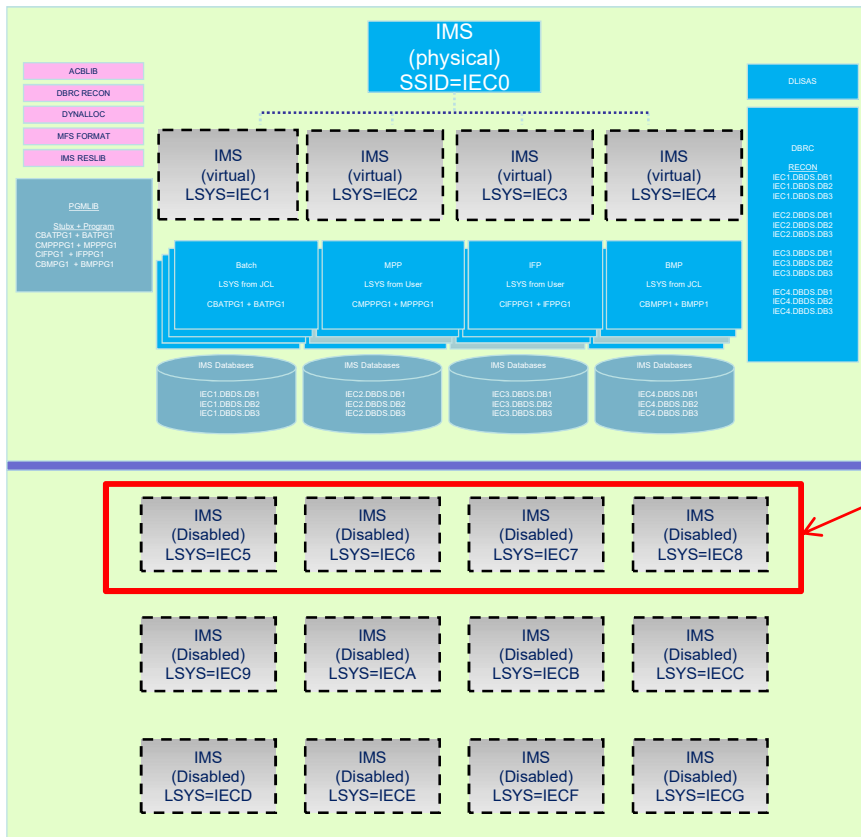 IMS
(physical)
SSID=IEC0
ACBLIB
DBRC RECON
DYNALLOC
MFS FORMAT
IMS RESLIB
PGMLIB
Stubx + Program
CBATPG1 + BATPG1
CMPPPG1 + MPPPG1
CIFPG1 + IFPPG1
CBMPG1 + BMPPG1
IMS
(virtual)
LSYS=IEC1
IMS
(virtual)
LSYS=IEC2
IMS
(virtual)
LSYS=IEC3
IMS
(virtual)
LSYS=IEC4
DLISAS
DBRC
RECON
IEC1.DBDS.DB1
IEC1.DBDS.DB2
IEC1.DBDS.DB3
IEC2.DBDS.DB1
IEC2.DBDS.DB2
IEC2.DBDS.DB3
IEC3.DBDS.DB1
IEC3.DBDS.DB2
IEC3.DBDS.DB3
IEC4.DBDS.DB1
IEC4.DBDS.DB2
IEC4.DBDS.DB3
Batch
LSYS from JCL
CBATPG1 + BATPG1
MPP
LSYS from User
CMPPPG1 + MPPPG1
IFP
LSYS from User
CIFPPG1 + IFPPG1
BMP
LSYS from JCL
CBMPP1 + BMPP1
IMS Databases
IEC1.DBDS.DB1
IEC1.DBDS.DB2
IEC1.DBDS.DB3
IMS Databases
IEC2.DBDS.DB1
IEC2.DBDS.DB2
IEC2.DBDS.DB3
IMS Databases
IEC3.DBDS.DB1
IEC3.DBDS.DB2
IEC3.DBDS.DB3
IMS Databases
IEC4.DBDS.DB1
IEC4.DBDS.DB2
IEC4.DBDS.DB3
IMS
(Disabled)
LSYS=IEC5
IMS
(Disabled)
LSYS=IEC6
IMS
(Disabled)
LSYS=IEC7
IMS
(Disabled)
LSYS=IEC8
IMS
(Disabled)
LSYS=IEC9
IMS
(Disabled)
LSYS=IECA
IMS
(Disabled)
LSYS=IECB
IMS
(Disabled)
LSYS=IECC
IMS
(Disabled)
LSYS=IECD
IMS
(Disabled)
LSYS=IECE
IMS
(Disabled)
LSYS=IECF
IMS
(Disabled)
LSYS=IECG